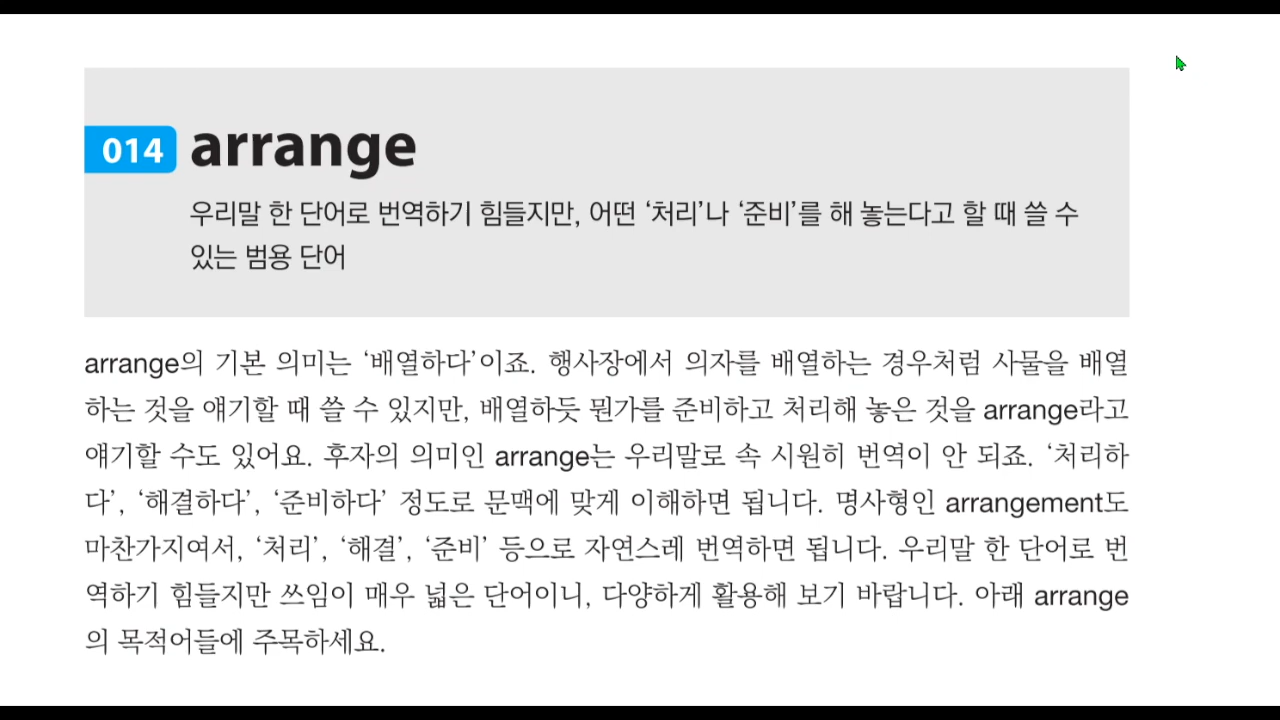 014 arrange
우리말 한 단어로 번역하기 힘들지만, 어떤 ‘처리’나 ‘준비’를 해 놓는다고 할 때 쓸 수
있는 범용 단어
arrange의 기본 의미는 ‘배열하다’이죠. 행사장에서 의자를 배열하는 경우처럼 사물을 배열
하는 것을 얘기할 때 쓸 수 있지만, 배열하듯 뭔가를 준비하고 처리해 놓은 것을 arrange라고
얘기할 수도 있어요. 후자의 의미인 arrange는 우리말로 속 시원히 번역이 안 되죠. ‘처리하
다’, ‘해결하다’, ‘준비하다’ 정도로 문맥에 맞게 이해하면 됩니다. 명사형인 arrangement도
마찬가지여서, ‘처리’, ‘해결’, ‘준비’ 등으로 자연스레 번역하면 됩니다. 우리말 한 단어로 번
역하기 힘들지만 쓰임이 매우 넓은 단어이니, 다양하게 활용해 보기 바랍니다. 아래 arrange
의 목적어들에 주목하세요.